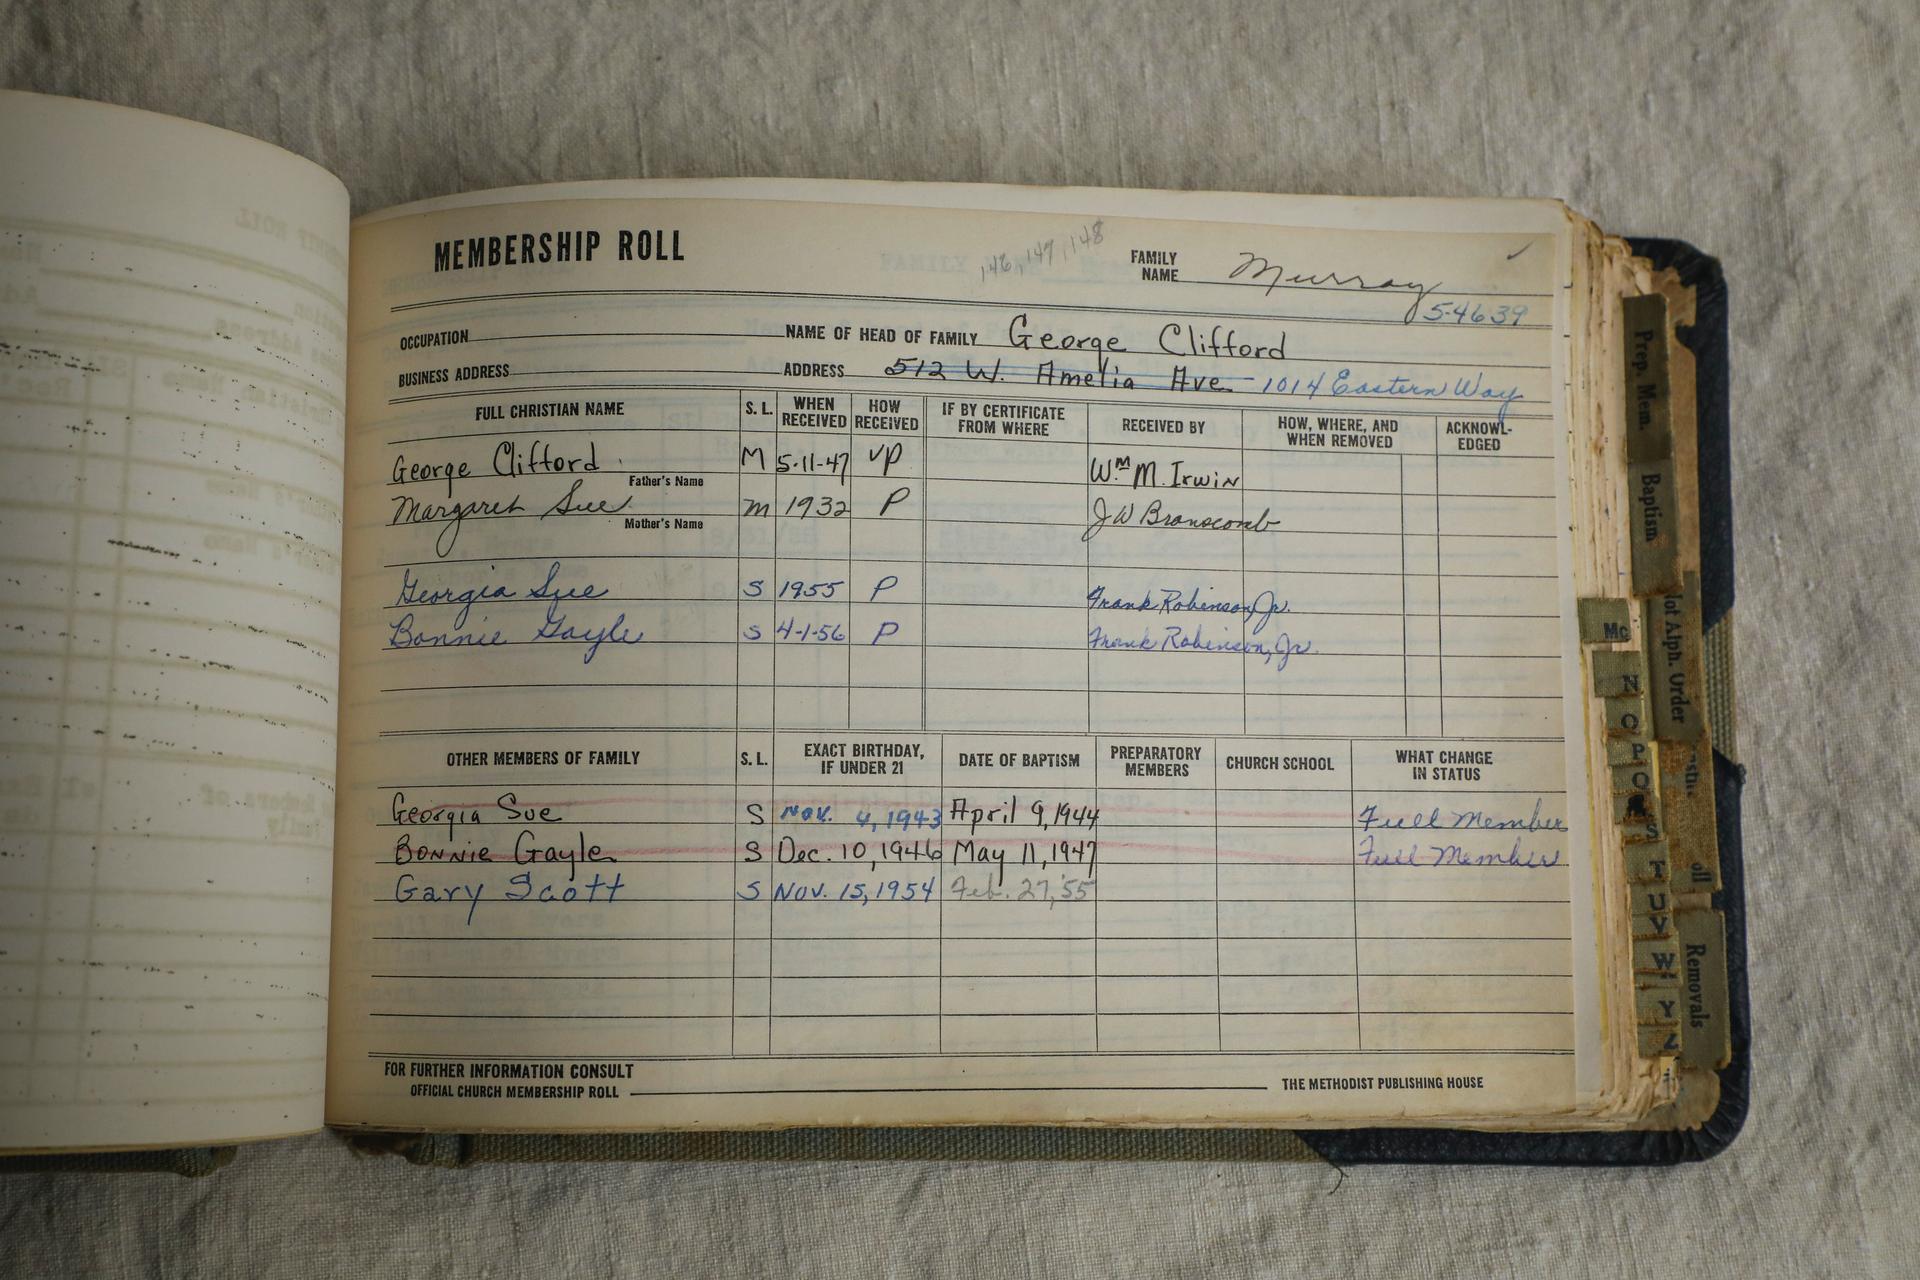 MEMBERSHIP ROLL
146, 147, 148
FAMILY NAME Murray
5-4639
OCCUPATION NAME OF HEAD OF FAMILY George Clifford
BUSINESS ADDRESS ADDRESS 512 W. Amelia Ave - 1014 Eastern Way
FULL CHRISTIAN NAME S. L. WHEN RECEIVED HOW RECEIVED IF BY CERTIFICATE FROM WHERE RECEIVED BY HOW, WHERE, AND WHEN REMOVED ACKNOWL-EDGED
George Clifford M 5-11-47 VP Wm M. Irwin
Father's Name
Margaret Sue M 1932 P J W Branscomb
Mother's Name
Georgia Sue S 1955 P Frank Robinson, Jr.
Bonnie Gayle S 4-1-56 P Frank Robinson, Jr.
OTHER MEMBERS OF FAMILY S. L. EXACT BIRTHDAY, IF UNDER 21 DATE OF BAPTISM PREPARATORY MEMBERS CHURCH SCHOOL WHAT CHANGE IN STATUS
Georgia Sue S Nov. 4, 1943 April 9, 1944 Full Member
Bonnie Gayle S Dec. 10, 1946 May 11, 1947 Full Member
Gary Scott S Nov. 15, 1954 Feb. 27, '55
FOR FURTHER INFORMATION CONSULT
OFFICIAL CHURCH MEMBERSHIP ROLL THE METHODIST PUBLISHING HOUSE
Prep. Mem.
Baptism
Not Alph. Order
Roll
Removals
Mc
N
O
P
Q
S
T
U
V
W
Y
Z